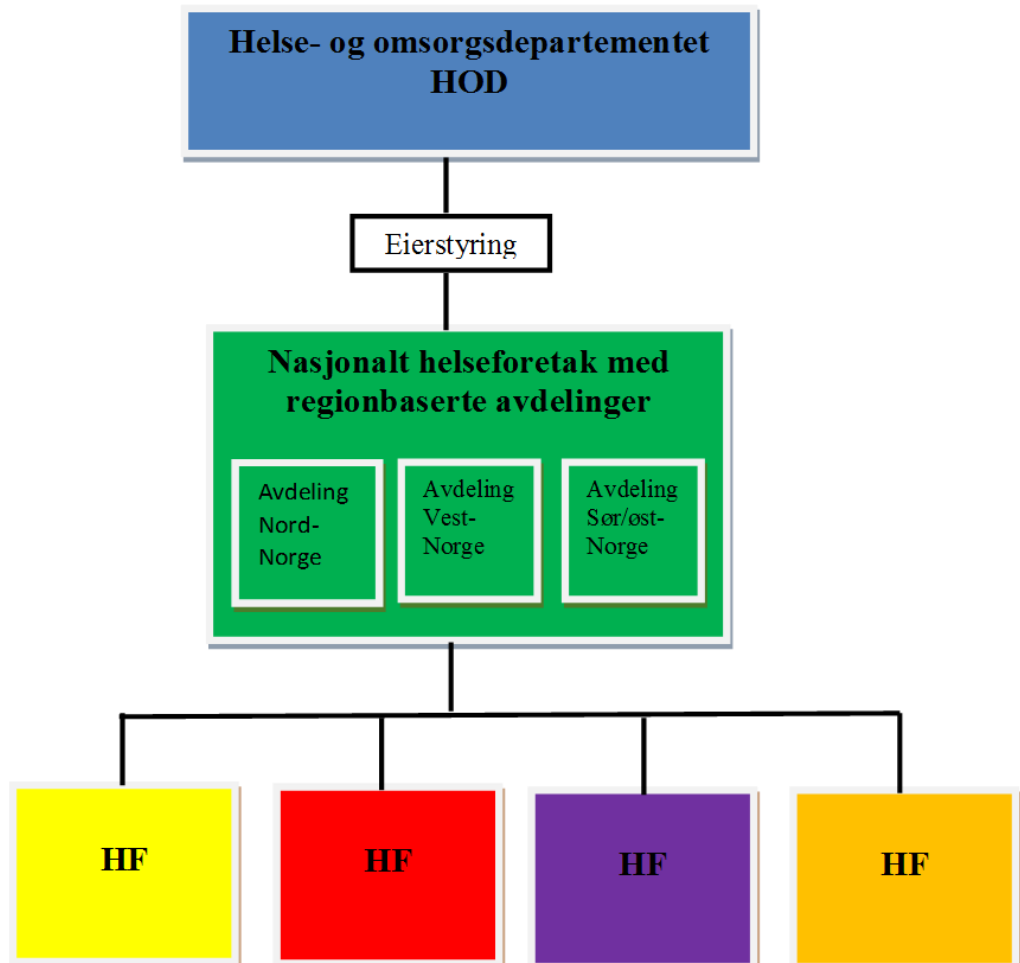 Helse- og omsorgsdepartementet
HOD
Eierstyring
Nasjonalt helseforetak med
regionbaserte avdelinger
Avdeling
Nord-
Norge
Avdeling
Vest-
Norge
Avdeling
Sør/øst-
Norge
HF
HF
HF
HF